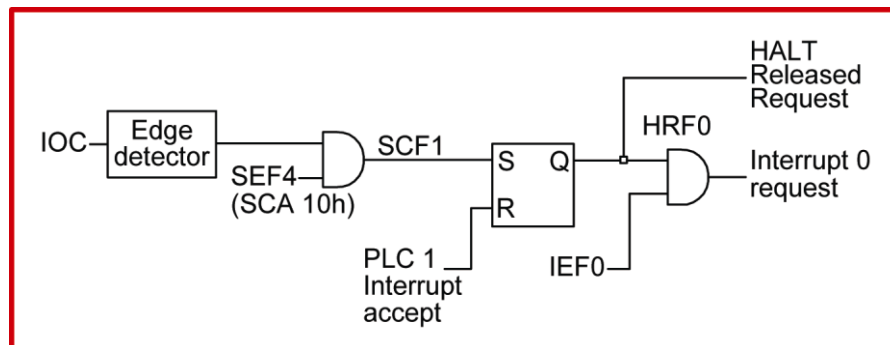 HALT
Released
Request
HRF0
IOC
Edge
detector
SCF1
SEF4
(SCA 10h)
S
Q
R
Interrupt 0
request
PLC 1
Interrupt
accept
IEF0